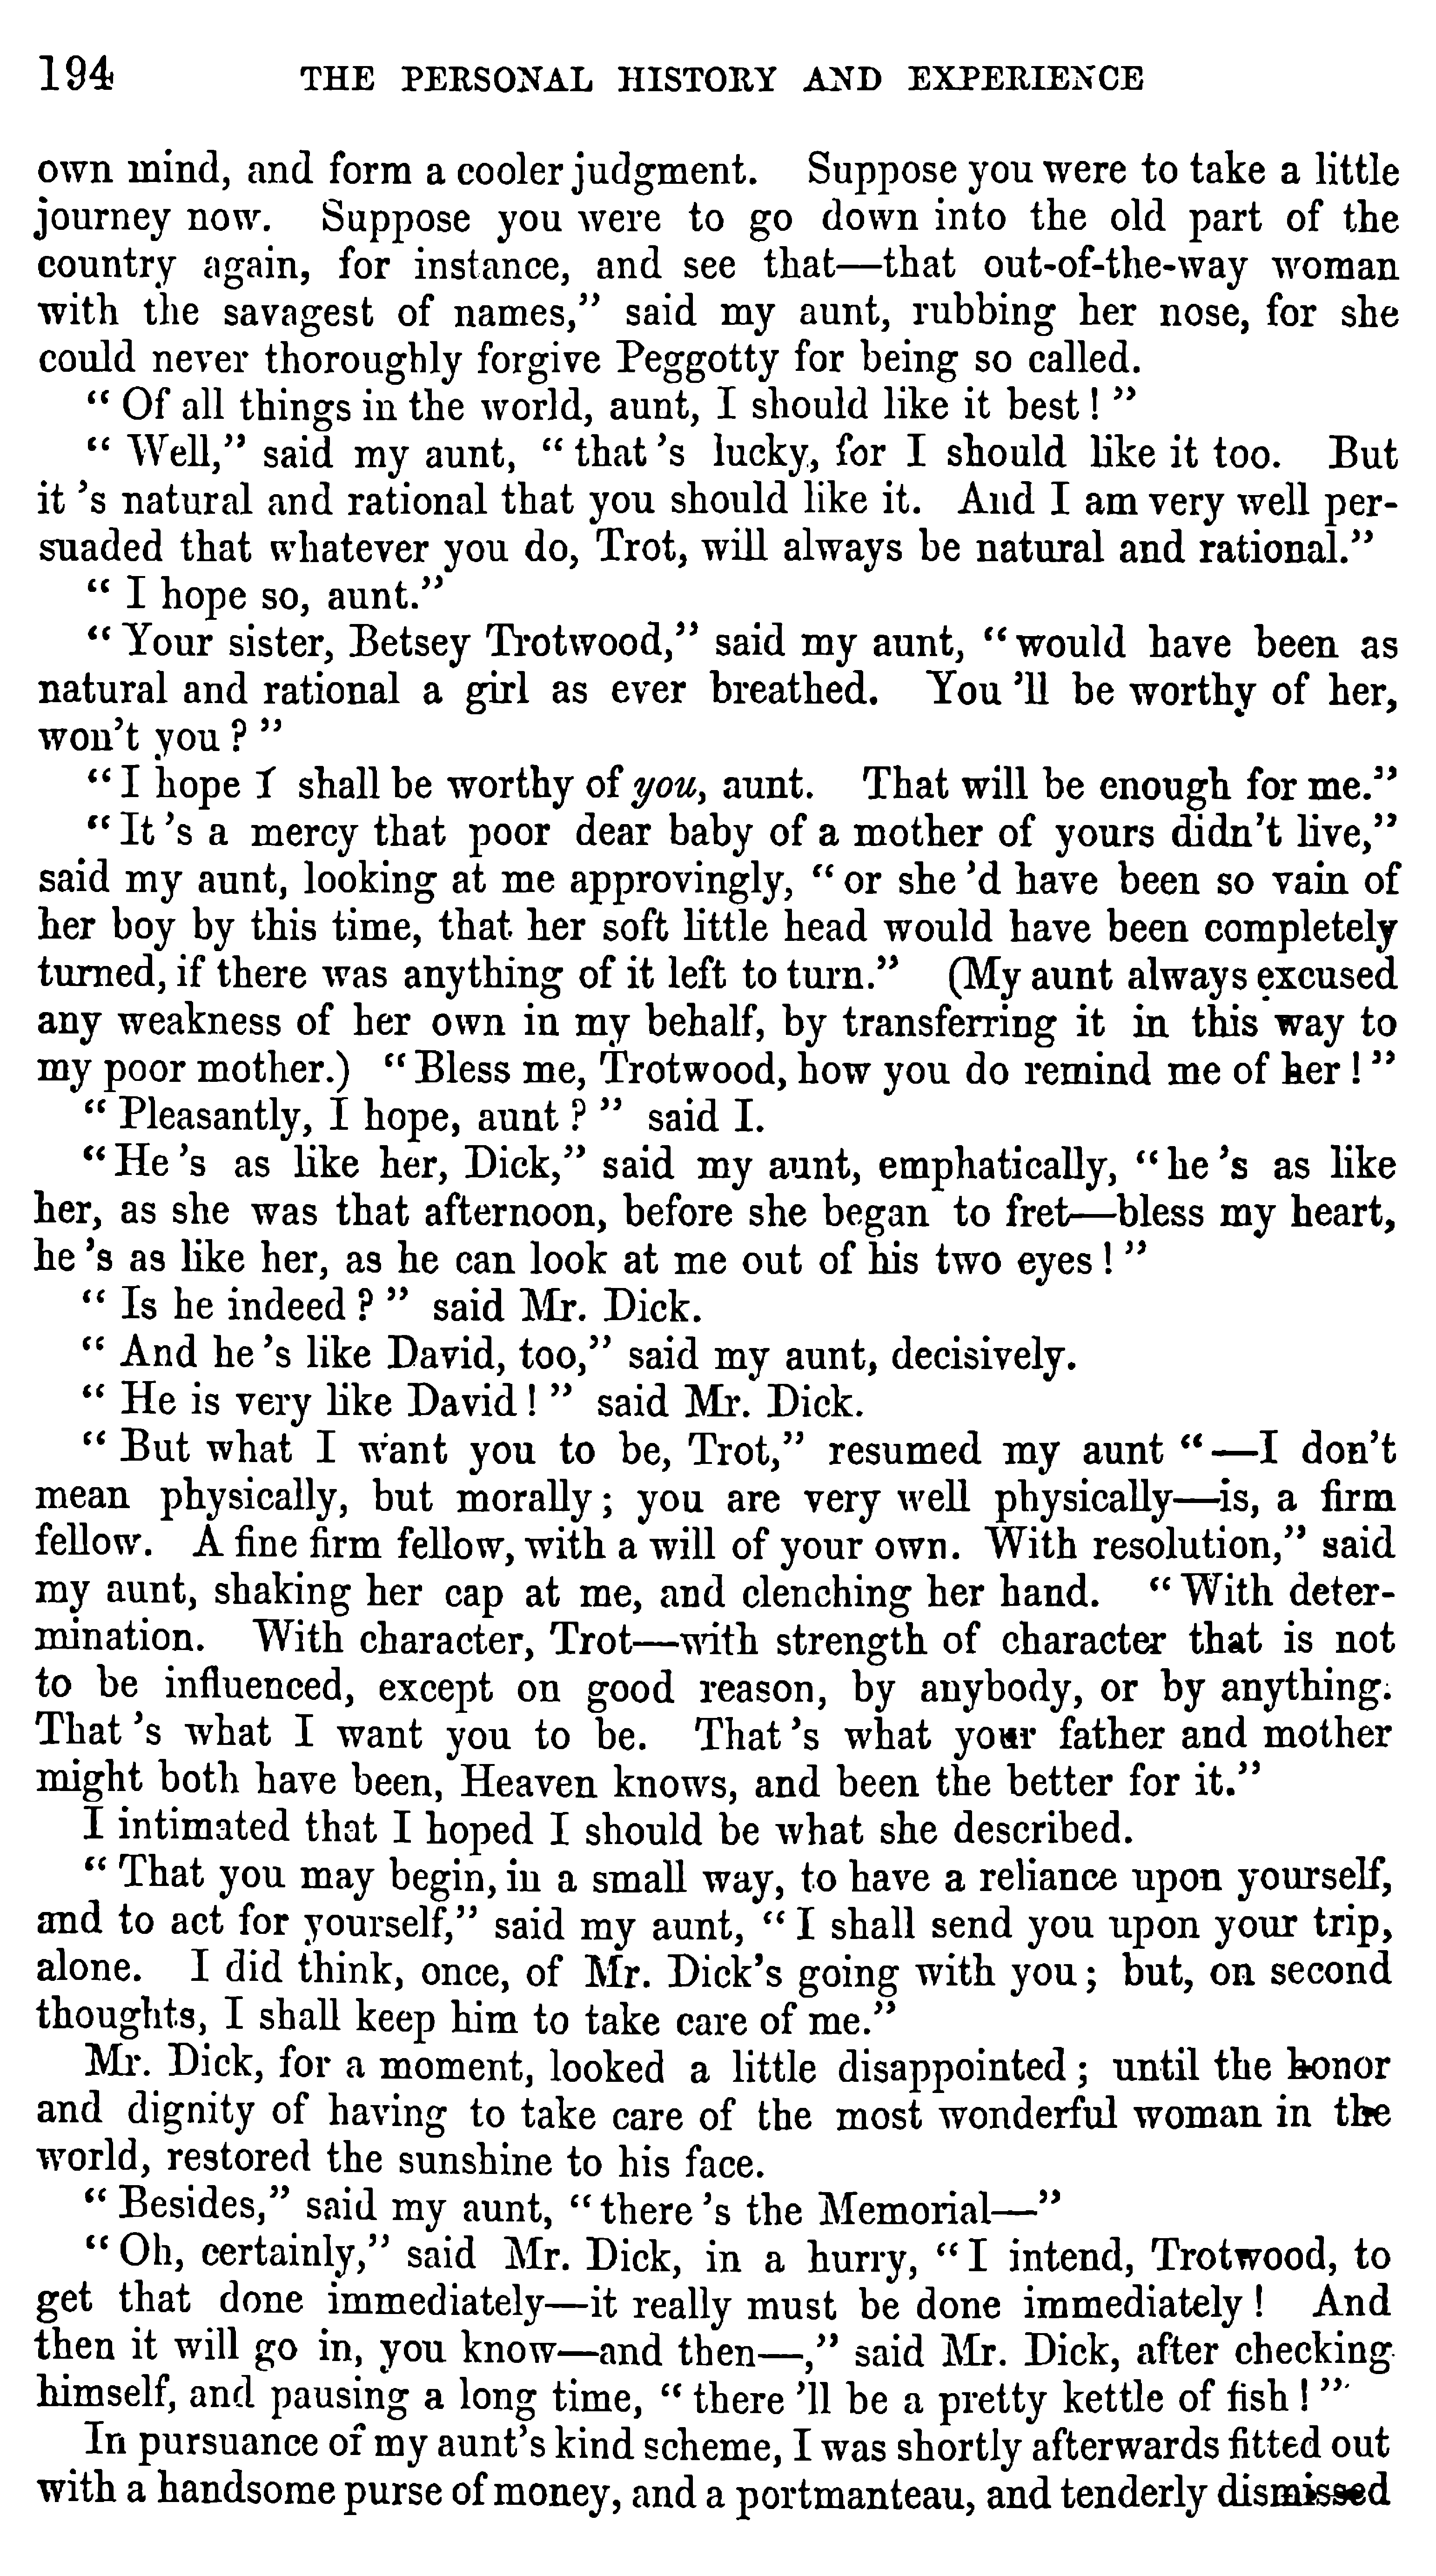 194 THE PERSONAL HISTORY AND EXPERIENCE
own mind, and form a cooler judgment. Suppose you were to take a little
journey now. Suppose you were to go down into the old part of the
country again, for instance, and see that—that out-of-the-way woman
with the savagest of names,” said my aunt, rubbing her nose, for she
could never thoroughly forgive Peggotty for being so called.
“ Of all things in the world, aunt, I should like it best ! ”
“ Well,” said my aunt, “ that ’s lucky, for I should like it too. But
it ’s natural and rational that you should like it. And I am very well per-
suaded that whatever you do, Trot, will always be natural and rational.”
“ I hope so, aunt.”
“ Your sister, Betsey Trotwood,” said my aunt, “ would have been as
natural and rational a girl as ever breathed. You ’ll be worthy of her,
won’t you ? ”
“ I hope I shall be worthy of you, aunt. That will be enough for me.”
“ It ’s a mercy that poor dear baby of a mother of yours didn’t live,”
said my aunt, looking at me approvingly, “ or she ’d have been so vain of
her boy by this time, that her soft little head would have been completely
turned, if there was anything of it left to turn.” (My aunt always excused
any weakness of her own in my behalf, by transferring it in this way to
my poor mother.) “ Bless me, Trotwood, how you do remind me of her ! ”
“ Pleasantly, I hope, aunt ? ” said I.
“ He ’s as like her, Dick,” said my aunt, emphatically, “ he ’s as like
her, as she was that afternoon, before she began to fret—bless my heart,
he ’s as like her, as he can look at me out of his two eyes ! ”
“ Is he indeed ? ” said Mr. Dick.
“ And he ’s like David, too,” said my aunt, decisively.
“ He is very like David ! ” said Mr. Dick.
“ But what I want you to be, Trot,” resumed my aunt “—I don’t
mean physically, but morally ; you are very well physically—is, a firm
fellow. A fine firm fellow, with a will of your own. With resolution,” said
my aunt, shaking her cap at me, and clenching her hand. “ With deter-
mination. With character, Trot—with strength of character that is not
to be influenced, except on good reason, by anybody, or by anything.
That ’s what I want you to be. That ’s what your father and mother
might both have been, Heaven knows, and been the better for it.”
I intimated that I hoped I should be what she described.
“ That you may begin, in a small way, to have a reliance upon yourself,
and to act for yourself,” said my aunt, “ I shall send you upon your trip,
alone. I did think, once, of Mr. Dick’s going with you ; but, on second
thoughts, I shall keep him to take care of me.”
Mr. Dick, for a moment, looked a little disappointed ; until the honor
and dignity of having to take care of the most wonderful woman in the
world, restored the sunshine to his face.
“ Besides,” said my aunt, “ there ’s the Memorial—”
“ Oh, certainly,” said Mr. Dick, in a hurry, “ I intend, Trotwood, to
get that done immediately—it really must be done immediately ! And
then it will go in, you know—and then—,” said Mr. Dick, after checking
himself, and pausing a long time, “ there ’ll be a pretty kettle of fish ! ”
In pursuance of my aunt’s kind scheme, I was shortly afterwards fitted out
with a handsome purse of money, and a portmanteau, and tenderly dismissed